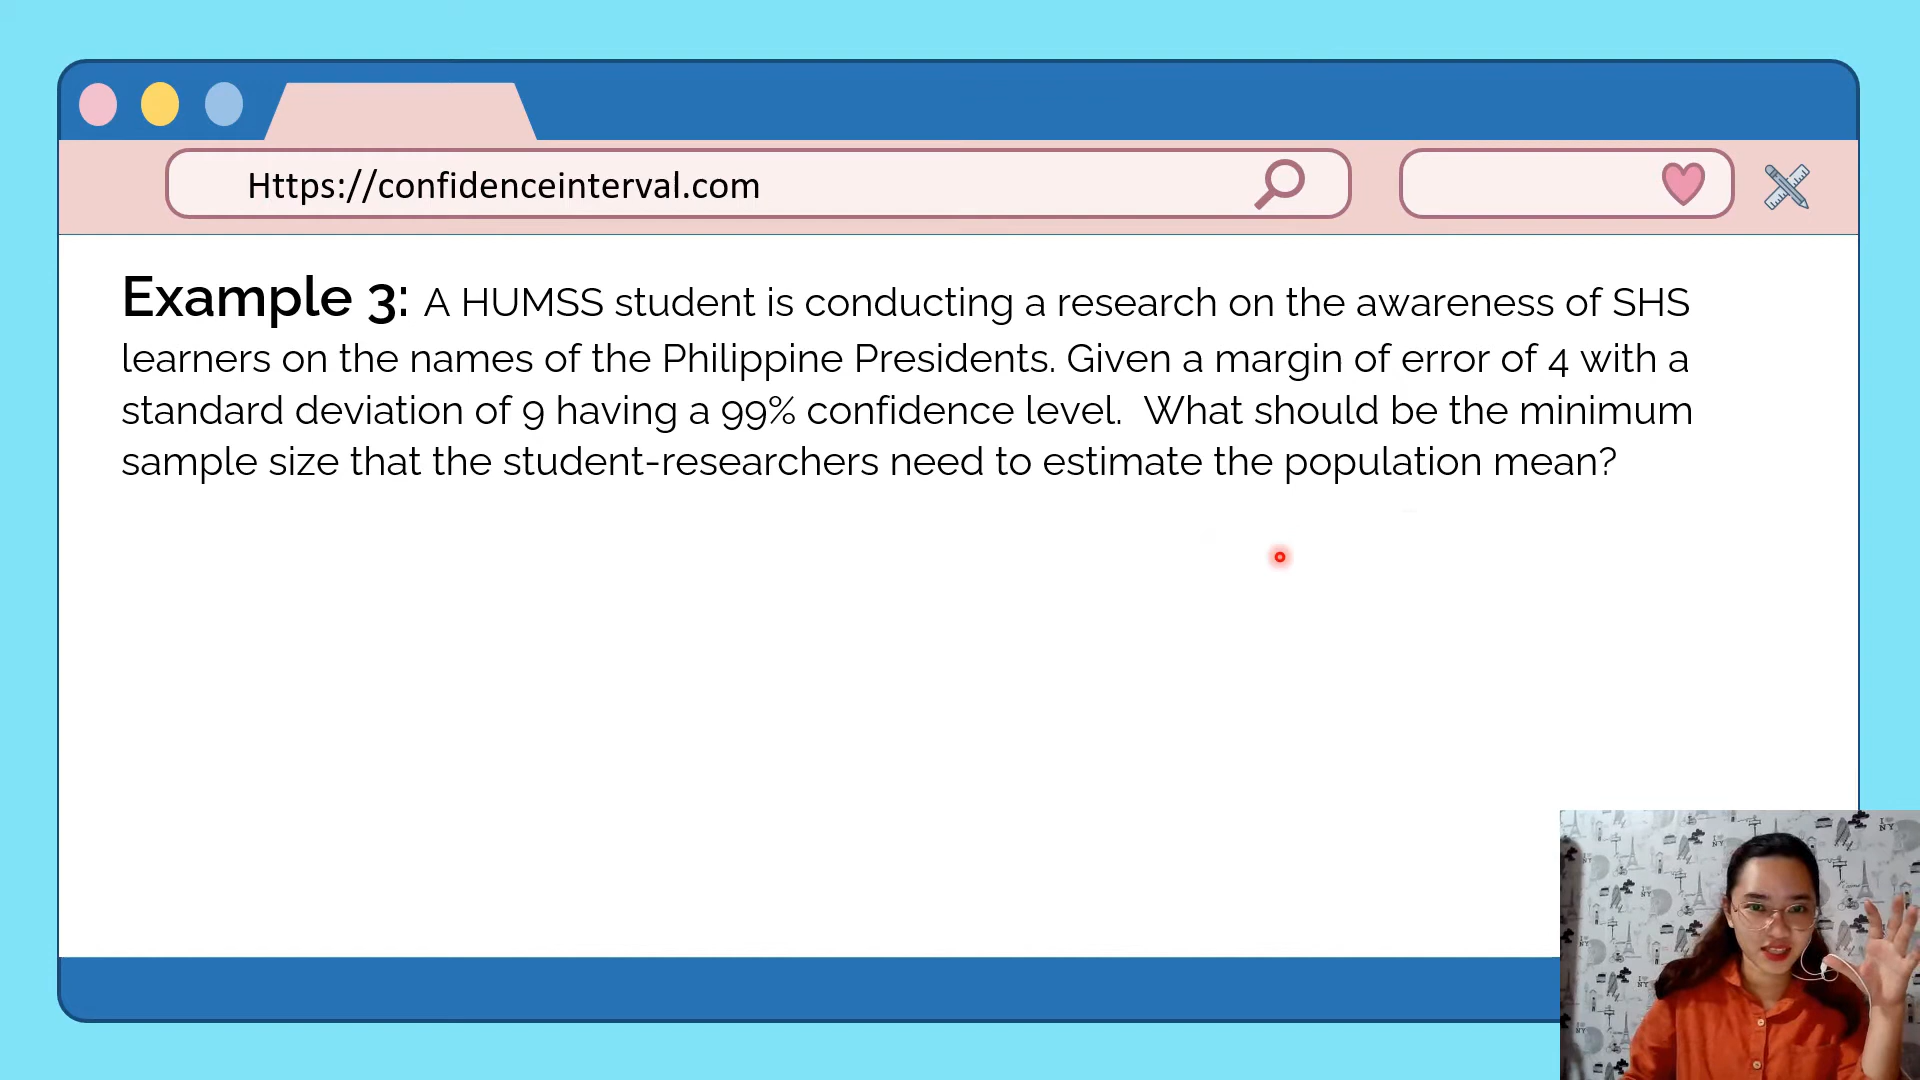 Https://confidenceinterval.com
Example 3: A HUMSS student is conducting a research on the awareness of SHS
learners on the names of the Philippine Presidents. Given a margin of error of 4 with a
standard deviation of 9 having a 99% confidence level.  What should be the minimum
sample size that the student-researchers need to estimate the population mean?
I ♥
NY